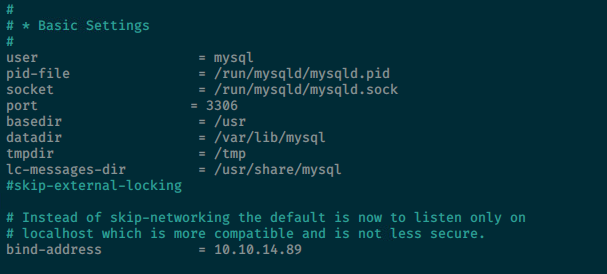 #
# * Basic Settings
#
user                    = mysql
pid-file                = /run/mysqld/mysqld.pid
socket                  = /run/mysqld/mysqld.sock
port                   = 3306
basedir                 = /usr
datadir                 = /var/lib/mysql
tmpdir                  = /tmp
lc-messages-dir         = /usr/share/mysql
#skip-external-locking

# Instead of skip-networking the default is now to listen only on
# localhost which is more compatible and is not less secure.
bind-address            = 10.10.14.89